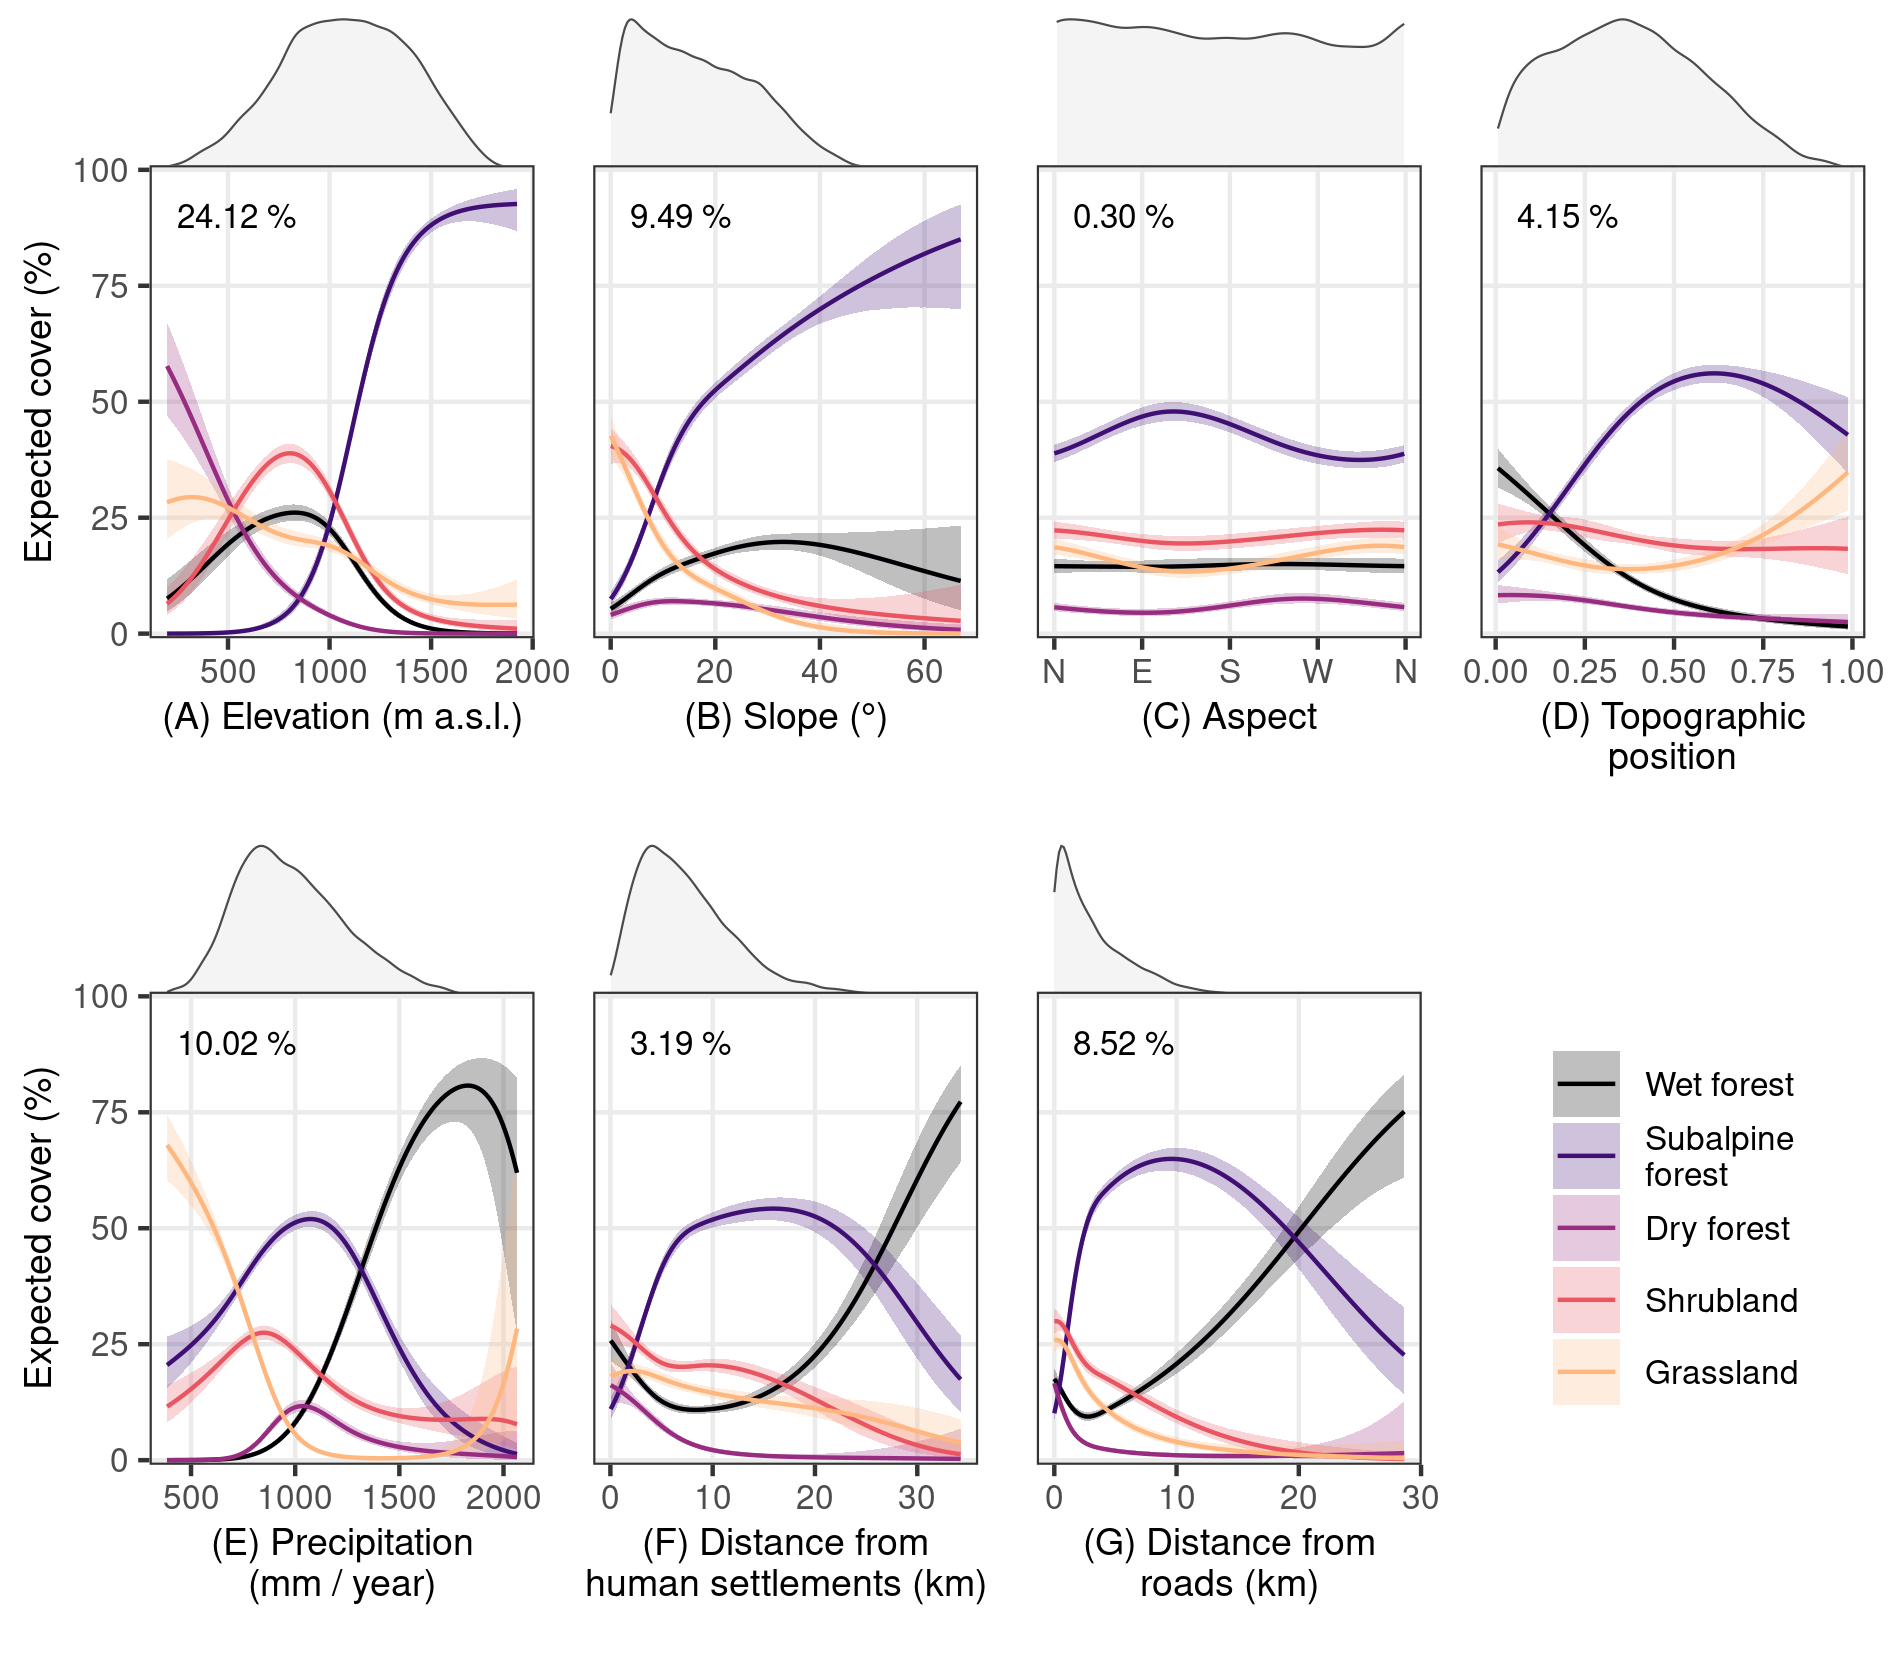 24.12 %
9.49 %
0.30 %
4.15 %
Expected cover (%)
100
75
50
25
0
500 1000 1500 2000
0 20 40 60
N E S W N
0.00 0.25 0.50 0.75 1.00
(A) Elevation (m a.s.l.)
(B) Slope (°)
(C) Aspect
(D) Topographic
position
10.02 %
3.19 %
8.52 %
Expected cover (%)
100
75
50
25
0
500 1000 1500 2000
0 10 20 30
0 10 20 30
(E) Precipitation
(mm / year)
(F) Distance from
human settlements (km)
(G) Distance from
roads (km)
Wet forest
Subalpine
forest
Dry forest
Shrubland
Grassland